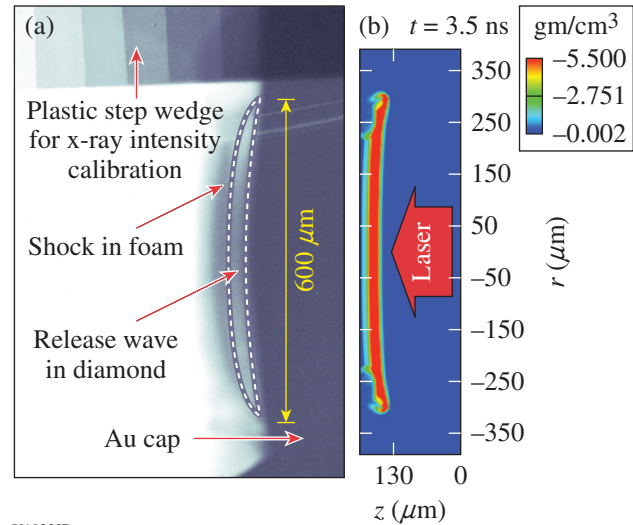 (a)
Plastic step wedge
for x-ray intensity
calibration
Shock in foam
Release wave
in diamond
Au cap
600 μm
(b) t = 3.5 ns
gm/cm³
–5.500
–2.751
–0.002
350
250
150
50
–50
–150
–250
–350
r (μm)
Laser
130 0
z (μm)